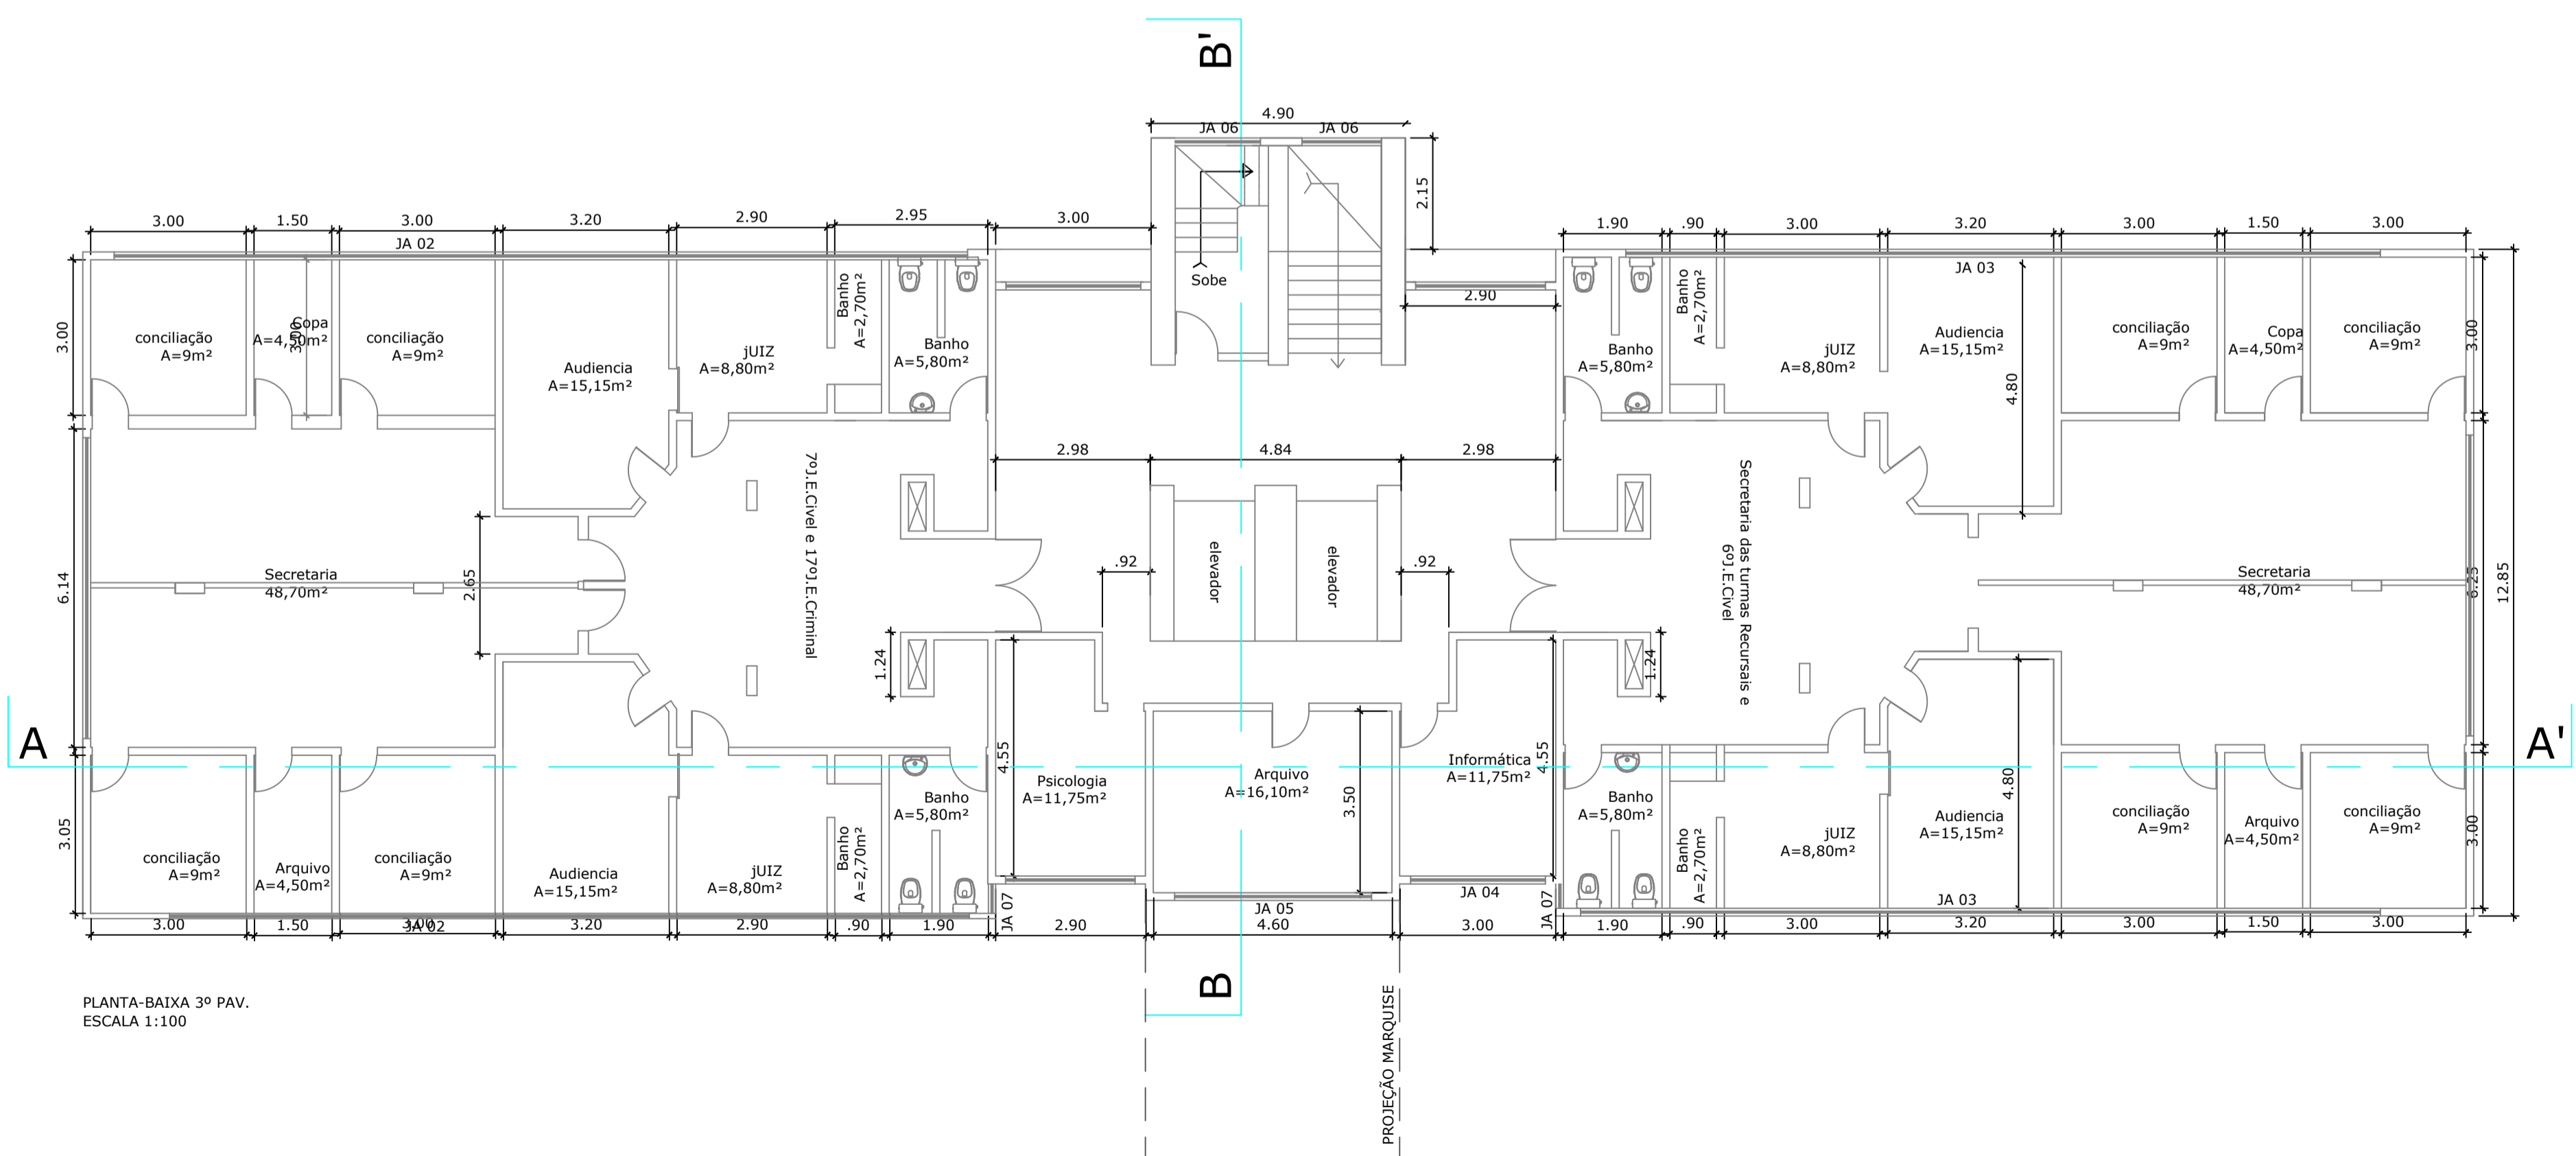 B'
4.90
JA 06
JA 06
2.15
3.00
1.50
3.00
3.20
2.90
2.95
3.00
1.90
.90
3.00
3.20
3.00
1.50
3.00
JA 02
JA 03
Sobe
2.90
3.00
conciliação
A=9m²
Copa
A=4,50m²
3.00
conciliação
A=9m²
Audiencia
A=15,15m²
jUIZ
A=8,80m²
Banho
A=2,70m²
Banho
A=5,80m²
Banho
A=5,80m²
Banho
A=2,70m²
jUIZ
A=8,80m²
Audiencia
A=15,15m²
4.80
conciliação
A=9m²
Copa
A=4,50m²
conciliação
A=9m²
3.00
2.98
4.84
2.98
7ºJ.E.Civel e 17ºJ.E.Criminal
Secretaria das turmas Recursais e
6ºJ.E.Civel
6.14
Secretaria
48,70m²
2.65
.92
elevador
elevador
.92
Secretaria
48,70m²
6.25
12.85
1.24
1.24
A
A'
4.55
Psicologia
A=11,75m²
Arquivo
A=16,10m²
3.50
Informática
A=11,75m²
4.55
3.05
conciliação
A=9m²
Arquivo
A=4,50m²
conciliação
A=9m²
Audiencia
A=15,15m²
jUIZ
A=8,80m²
Banho
A=2,70m²
Banho
A=5,80m²
Banho
A=5,80m²
Banho
A=2,70m²
jUIZ
A=8,80m²
Audiencia
A=15,15m²
4.80
conciliação
A=9m²
Arquivo
A=4,50m²
conciliação
A=9m²
3.00
JA 07
JA 05
JA 04
JA 07
JA 03
3.00
1.50
3.00
JA 02
3.20
2.90
.90
1.90
2.90
4.60
3.00
1.90
.90
3.00
3.20
3.00
1.50
3.00
B
PROJEÇÃO MARQUISE
PLANTA-BAIXA 3º PAV.
ESCALA 1:100